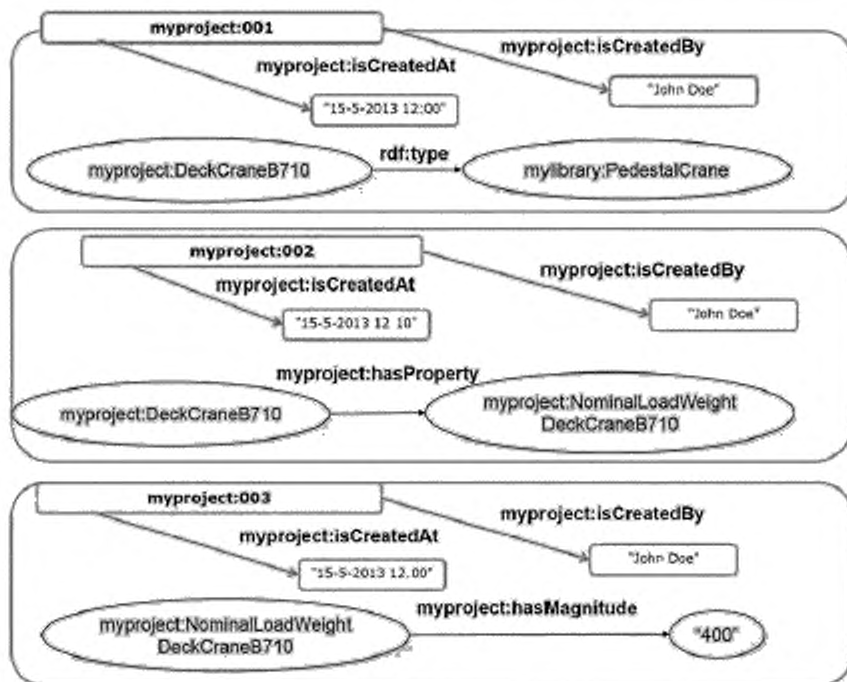 myproject:001
myproject:isCreatedBy
myproject:isCreatedAt
"John Doe"
"15-5-2013 12:00"
rdf:type
myproject:DeckCraneB710
mylibrary:PedestalCrane
myproject:002
myproject:isCreatedBy
myproject:isCreatedAt
"John Doe"
"15-5-2013 12 10"
myproject:hasProperty
myproject:DeckCraneB710
myproject:NominalLoadWeight
DeckCraneB710
myproject:003
myproject:isCreatedBy
myproject:isCreatedAt
"John Doe"
"15-5-2013 12.00"
myproject:hasMagnitude
myproject:NominalLoadWeight
DeckCraneB710
"400"